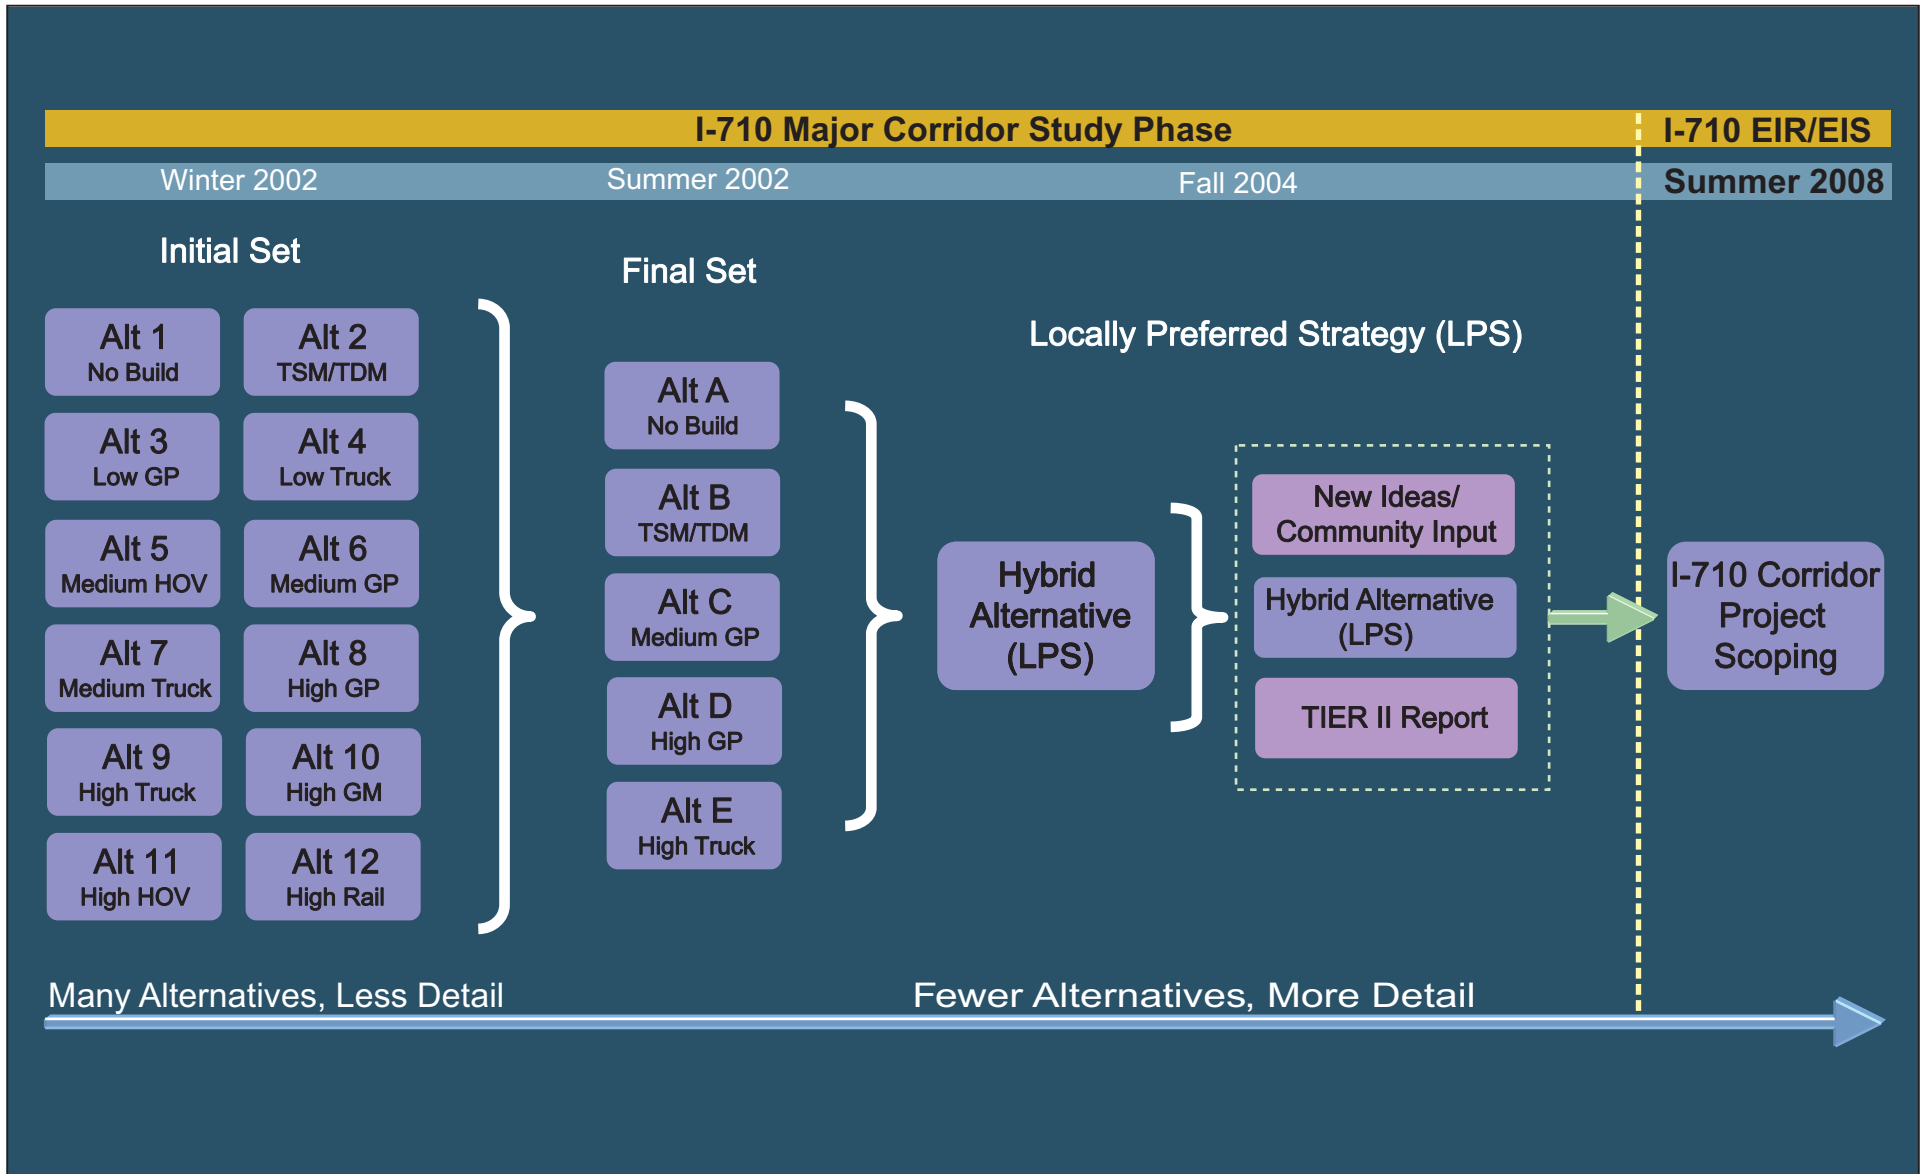 I-710 Major Corridor Study Phase
I-710 EIR/EIS
Winter 2002
Summer 2002
Fall 2004
Summer 2008
Initial Set
Alt 1
No Build
Alt 2
TSM/TDM
Alt 3
Low GP
Alt 4
Low Truck
Alt 5
Medium HOV
Alt 6
Medium GP
Alt 7
Medium Truck
Alt 8
High GP
Alt 9
High Truck
Alt 10
High GM
Alt 11
High HOV
Alt 12
High Rail
Final Set
Alt A
No Build
Alt B
TSM/TDM
Alt C
Medium GP
Alt D
High GP
Alt E
High Truck
Locally Preferred Strategy (LPS)
Hybrid
Alternative
(LPS)
New Ideas/
Community Input
Hybrid Alternative
(LPS)
TIER II Report
I-710 Corridor
Project
Scoping
Many Alternatives, Less Detail
Fewer Alternatives, More Detail